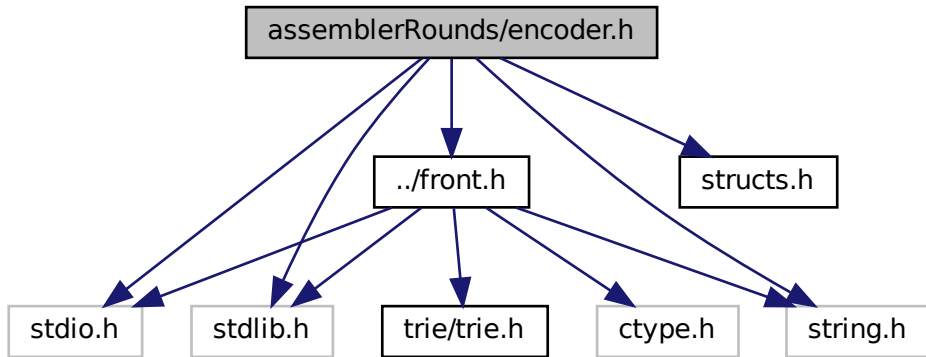 assemblerRounds/encoder.h
../front.h
structs.h
stdio.h
stdlib.h
trie/trie.h
ctype.h
string.h